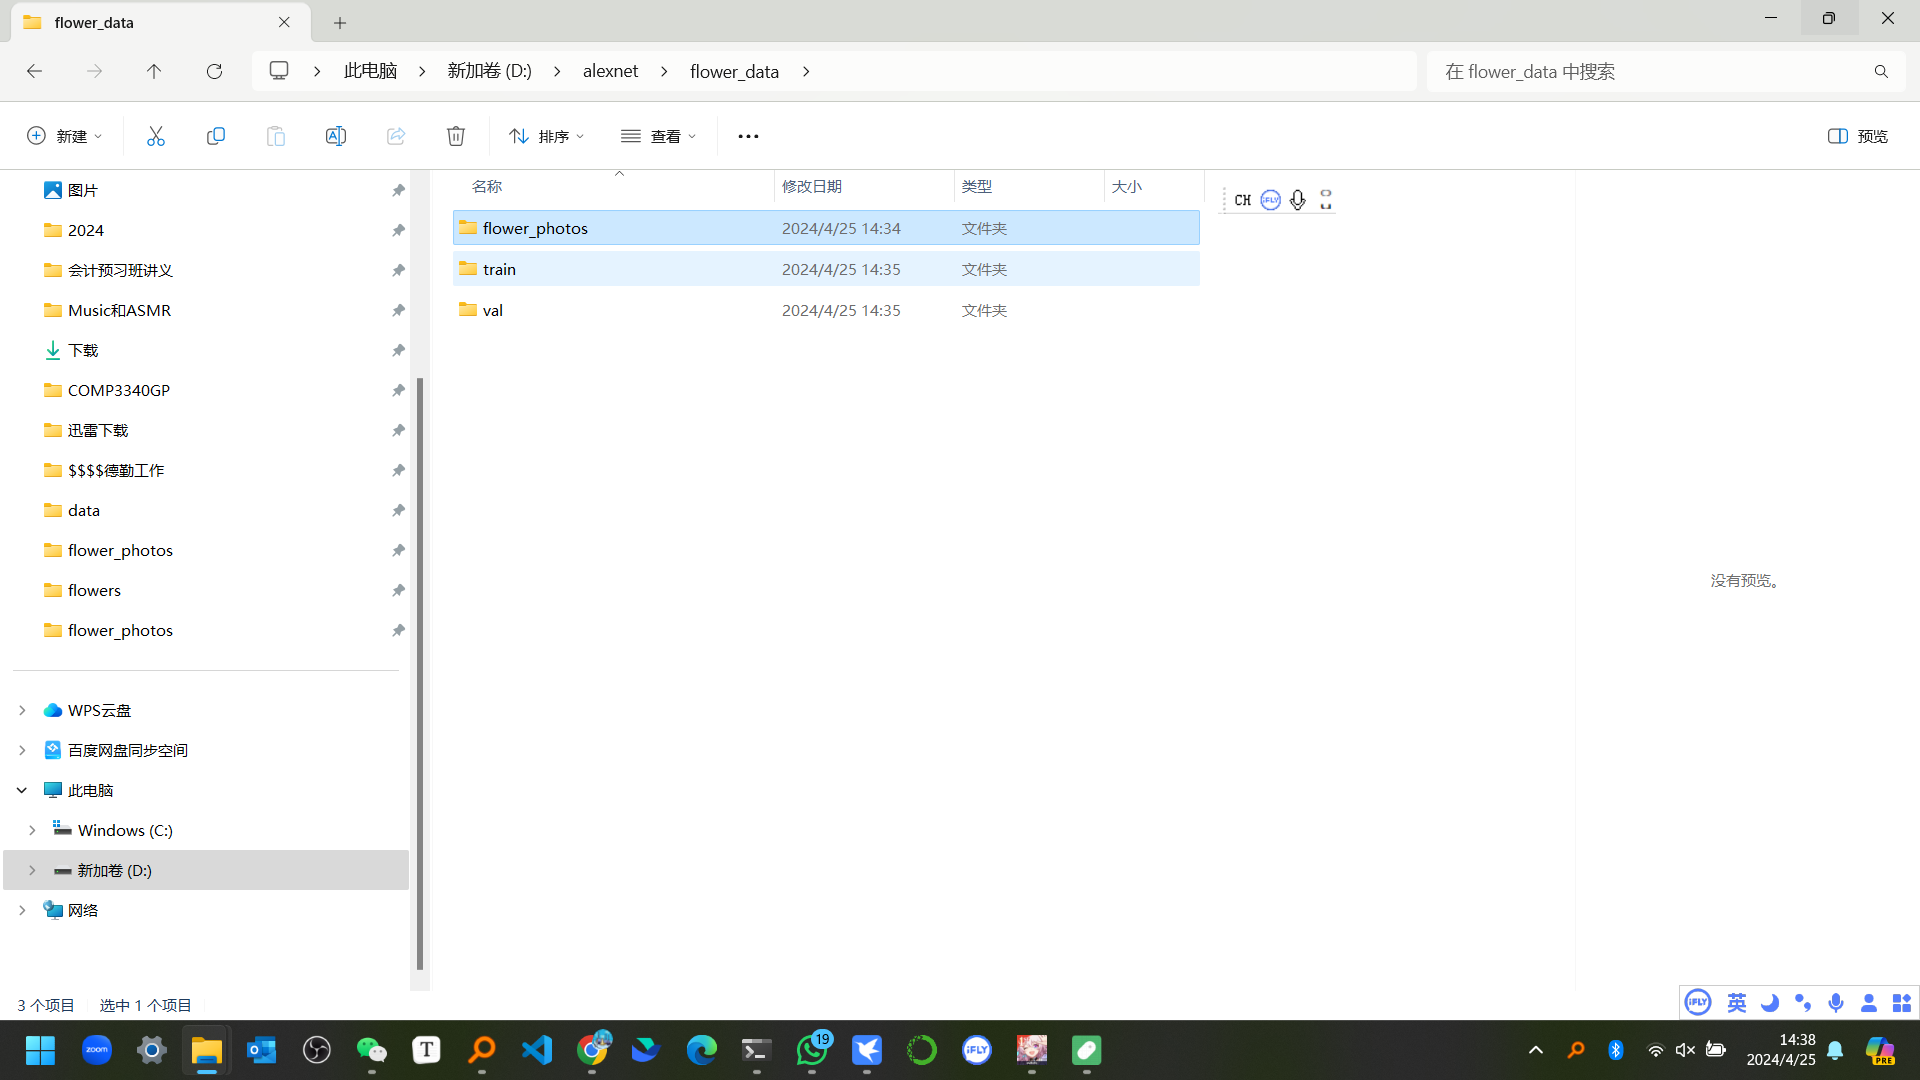 flower_data
此电脑 新加卷 (D:) alexnet flower_data
在 flower_data 中搜索
新建 排序 查看 预览
图片
2024
会计预习班讲义
Music和ASMR
下载
COMP3340GP
迅雷下载
$$$$德勤工作
data
flower_photos
flowers
flower_photos
WPS云盘
百度网盘同步空间
此电脑
Windows (C:)
新加卷 (D:)
网络
名称 修改日期 类型 大小
flower_photos 2024/4/25 14:34 文件夹
train 2024/4/25 14:35 文件夹
val 2024/4/25 14:35 文件夹
CH iFLY
没有预览。
3 个项目 选中 1 个项目
iFLY 英
zoom
T
19
iFLY
14:38
2024/4/25
PRE